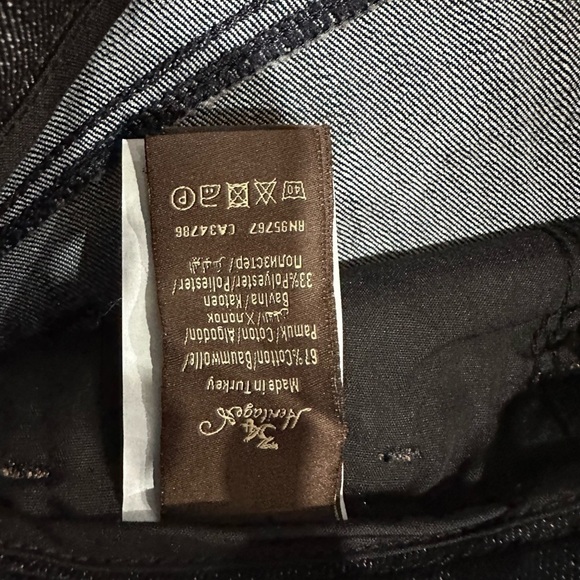 34
Heritage
Made in Turkey
67%Cotton/Baumwolle/
Pamuk/Coton/Algodón/
Bavlna/Katoen
33%Polyester/Poliester/
Полиэстер/
RN95767 CA34786
40
P